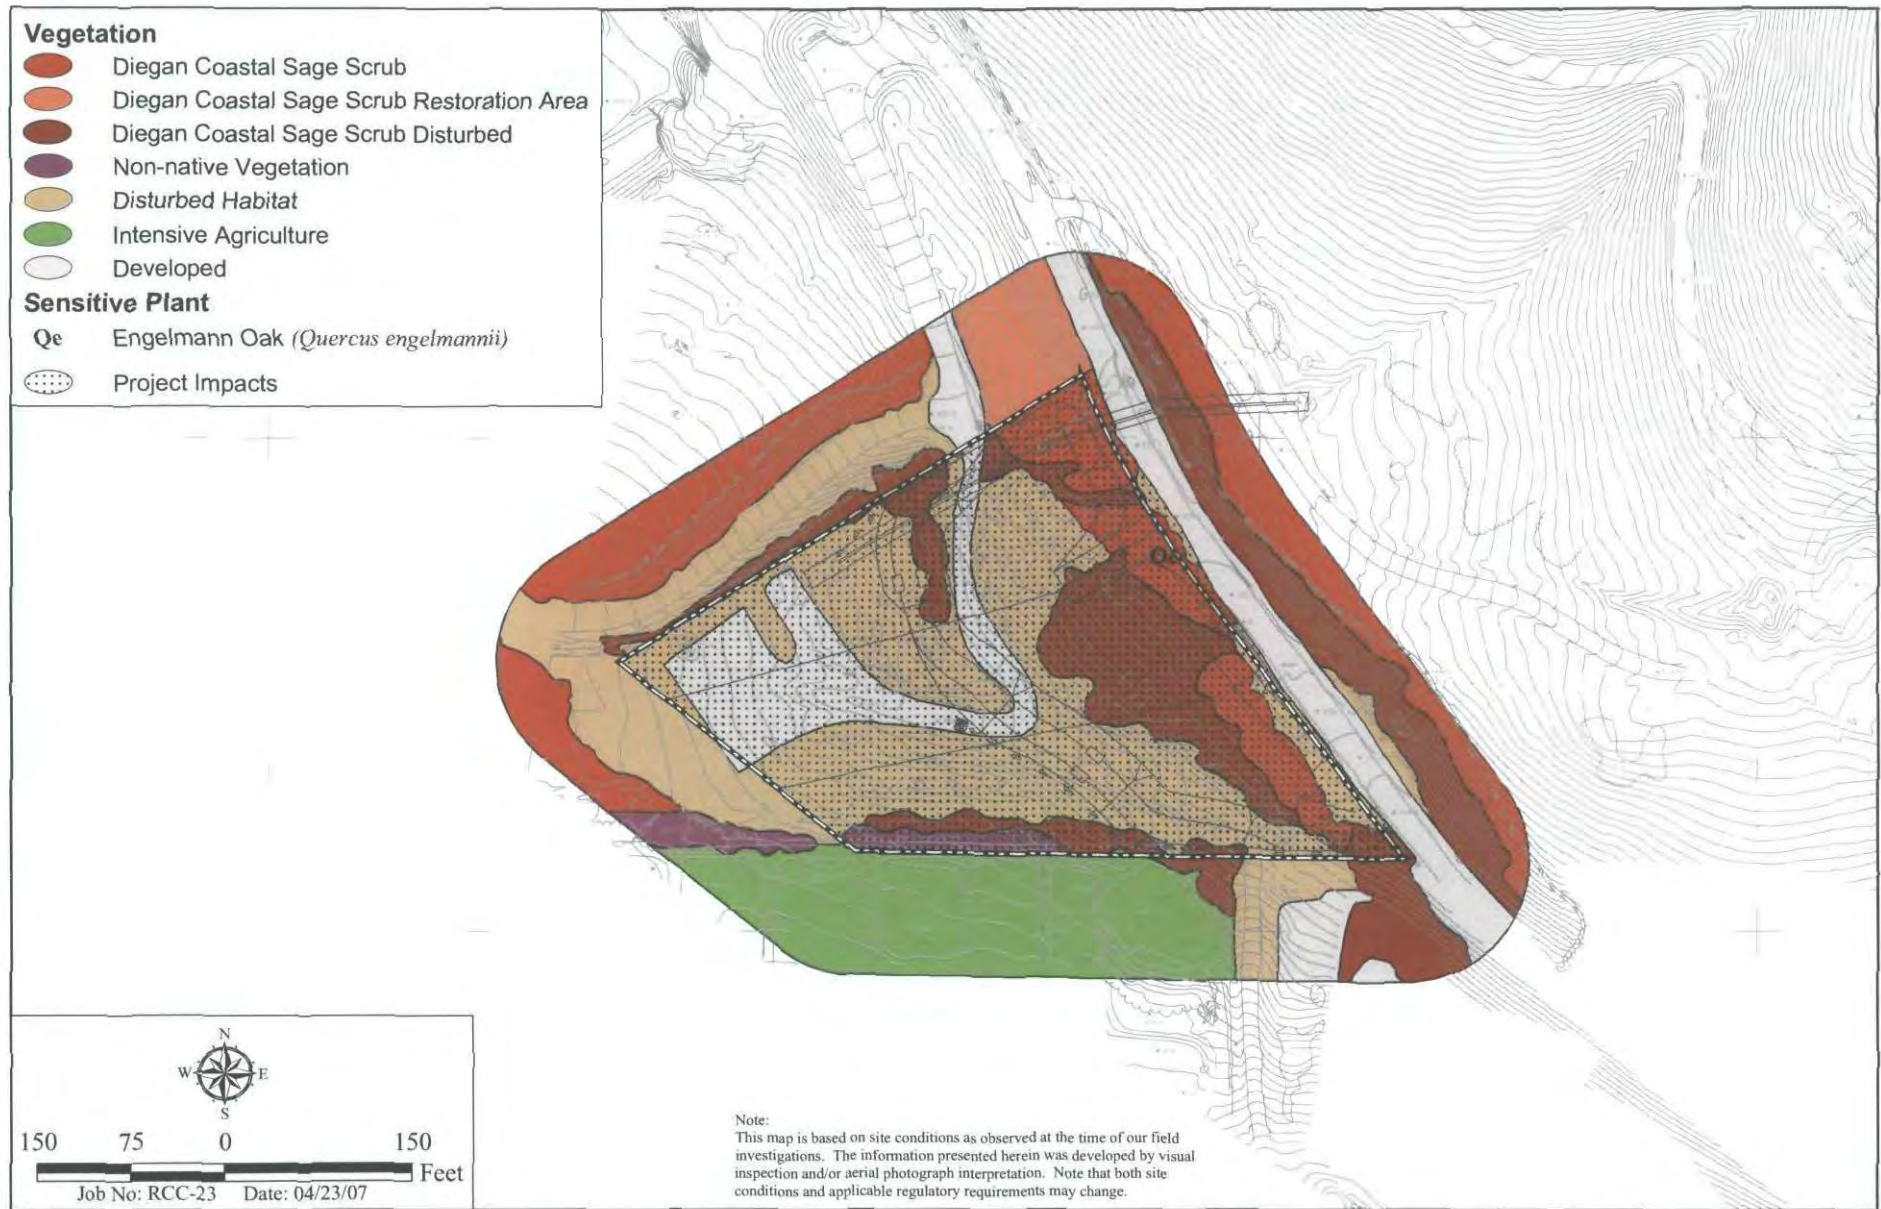 Vegetation
Diegan Coastal Sage Scrub
Diegan Coastal Sage Scrub Restoration Area
Diegan Coastal Sage Scrub Disturbed
Non-native Vegetation
Disturbed Habitat
Intensive Agriculture
Developed
Sensitive Plant
Qe Engelmann Oak (Quercus engelmannii)
Project Impacts
Qe
N
W E
S
150 75 0 150
Feet
Job No: RCC-23 Date: 04/23/07
Note:
This map is based on site conditions as observed at the time of our field
investigations. The information presented herein was developed by visual
inspection and/or aerial photograph interpretation. Note that both site
conditions and applicable regulatory requirements may change.